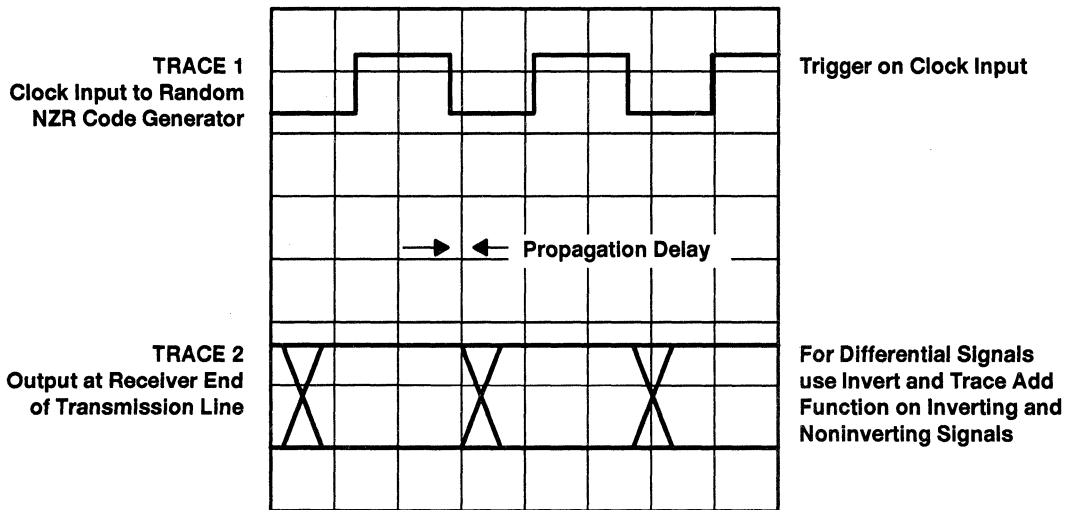 TRACE 1
Clock Input to Random
NZR Code Generator
Trigger on Clock Input
Propagation Delay
TRACE 2
Output at Receiver End
of Transmission Line
For Differential Signals
use Invert and Trace Add
Function on Inverting and
Noninverting Signals